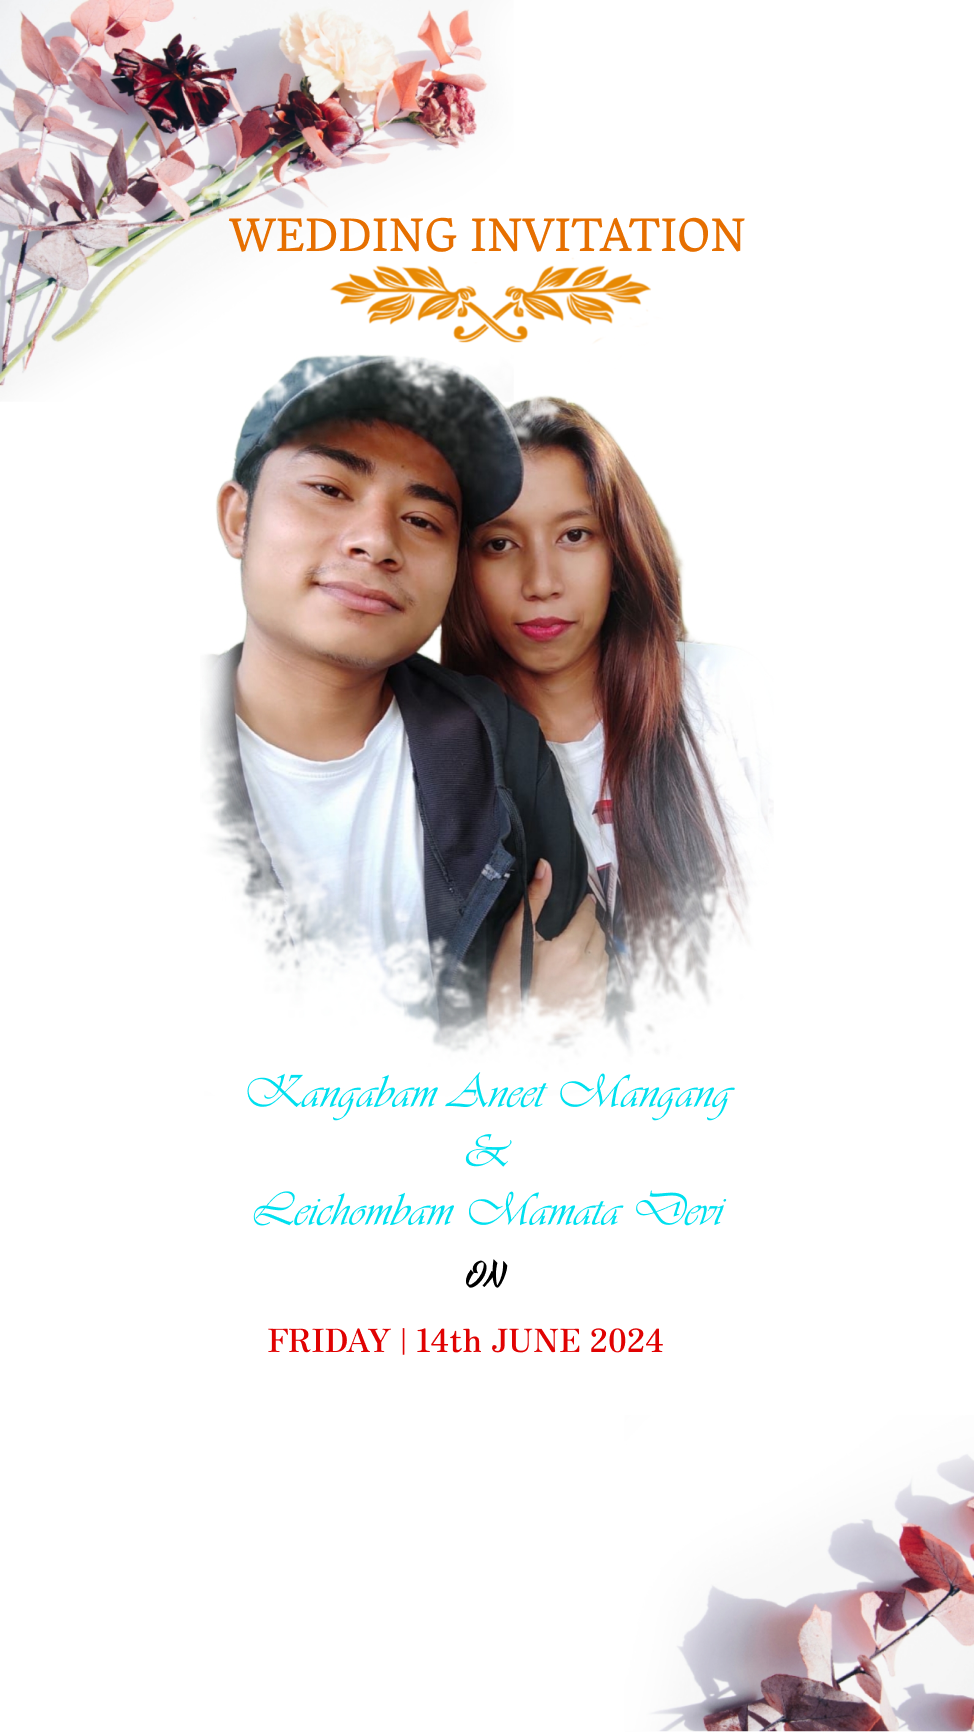 WEDDING INVITATION
Kangabam Aneet Mangang
&
Leichombam Mamata Devi
ON
FRIDAY | 14th JUNE 2024